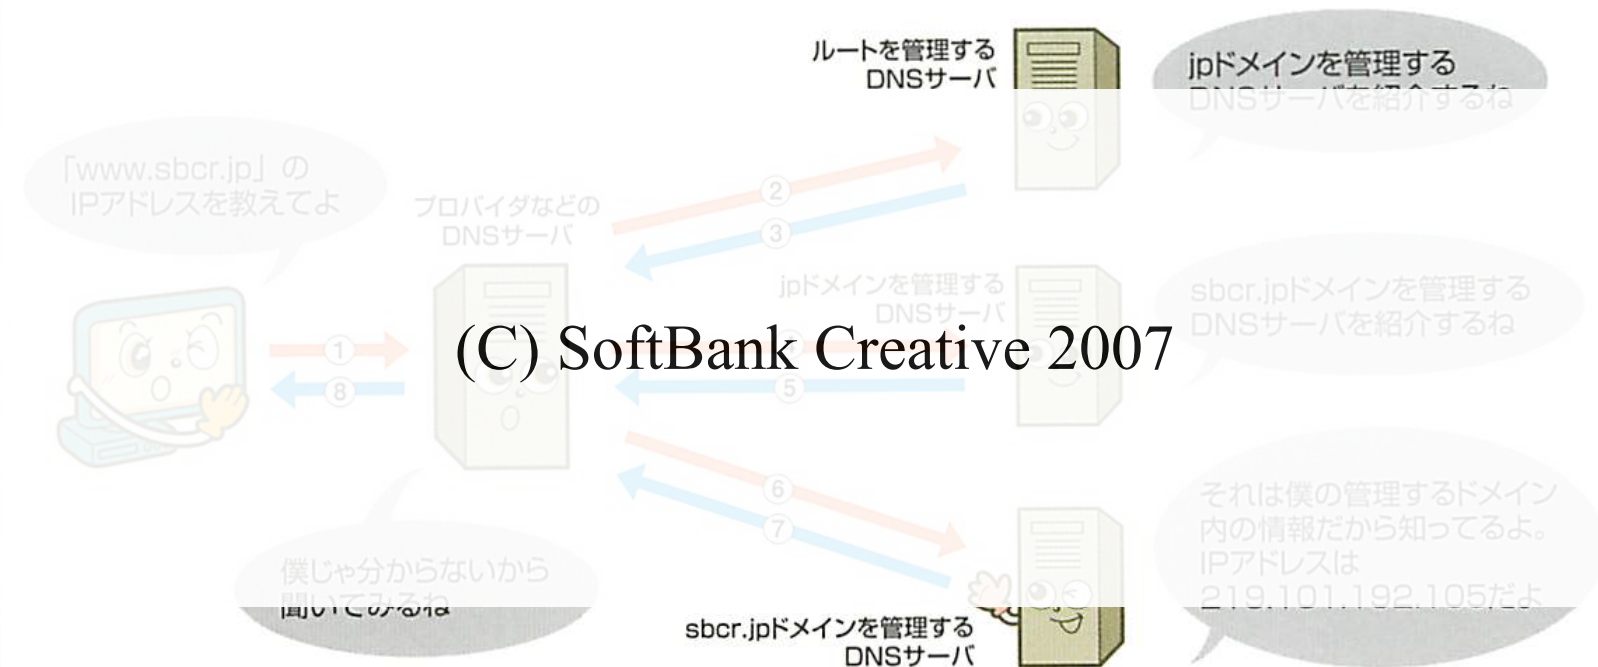 ルートを管理する
DNSサーバ
jpドメインを管理する
DNSサーバを紹介するね
「www.sbcr.jp」の
IPアドレスを教えてよ
プロバイダなどの
DNSサーバ
②
③
jpドメインを管理する
DNSサーバ
sbcr.jpドメインを管理する
DNSサーバを紹介するね
①
(C) SoftBank Creative 2007
⑧
⑤
⑥
⑦
それは僕の管理するドメイン
内の情報だから知ってるよ。
IPアドレスは
219.101.192.105だよ
僕じゃ分からないから
聞いてみるね
sbcr.jpドメインを管理する
DNSサーバ